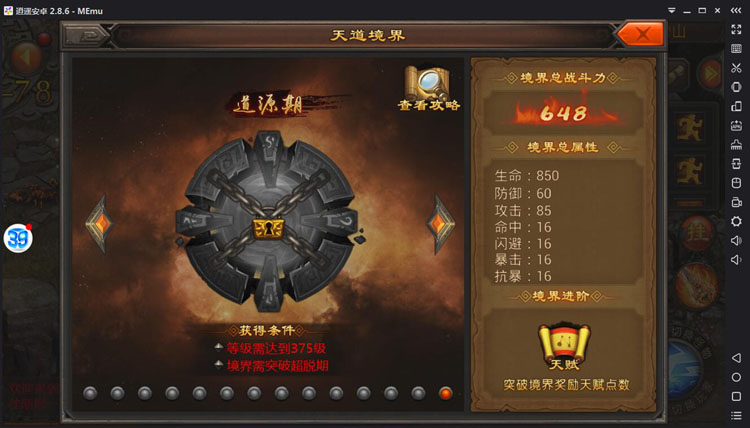 逍遥安卓 2.8.6 - MEmu
天道境界
山
-78
道源期
查看攻略
境界总战斗力
648
境界总属性
生命：850
防御：60
攻击：85
命中：16
闪避：16
暴击：16
抗暴：16
境界进阶
天赋
突破境界奖励天赋点数
获得条件
等级需达到375级
境界需突破超脱期
39
挂